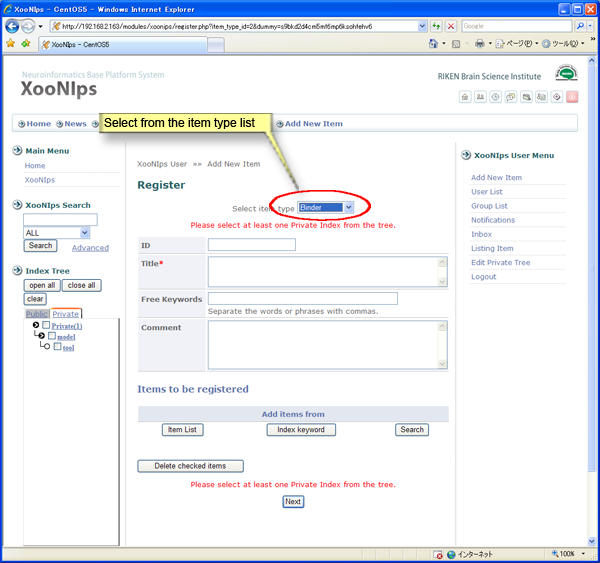 XooNIps - CentOS5 - Windows Internet Explorer
http://192.168.2.163/modules/xoonips/register.php?item_type_id=2&dummy=s9bkd2d4cmi5mf6mp6ksohfehv6
XooNIps - CentOS5
ページ(P)
ツール(O)
Neuroinformatics Base Platform System
XooNIps
RIKEN Brain Science Institute
Home
News
Select from the item type list
Add New Item
Main Menu
Home
XooNIps
XooNIps Search
ALL
Search
Advanced
Index Tree
open all
close all
clear
Public
Private
Private(1)
model
tool
XooNIps User »» Add New Item
Register
Select item type
Binder
Please select at least one Private Index from the tree.
ID
Title*
Free Keywords
Separate the words or phrases with commas.
Comment
Items to be registered
Add items from
Item List
Index keyword
Search
Delete checked items
Please select at least one Private Index from the tree.
Next
XooNIps User Menu
Add New Item
User List
Group List
Notifications
Inbox
Listing Item
Edit Private Tree
Logout
インターネット
100%